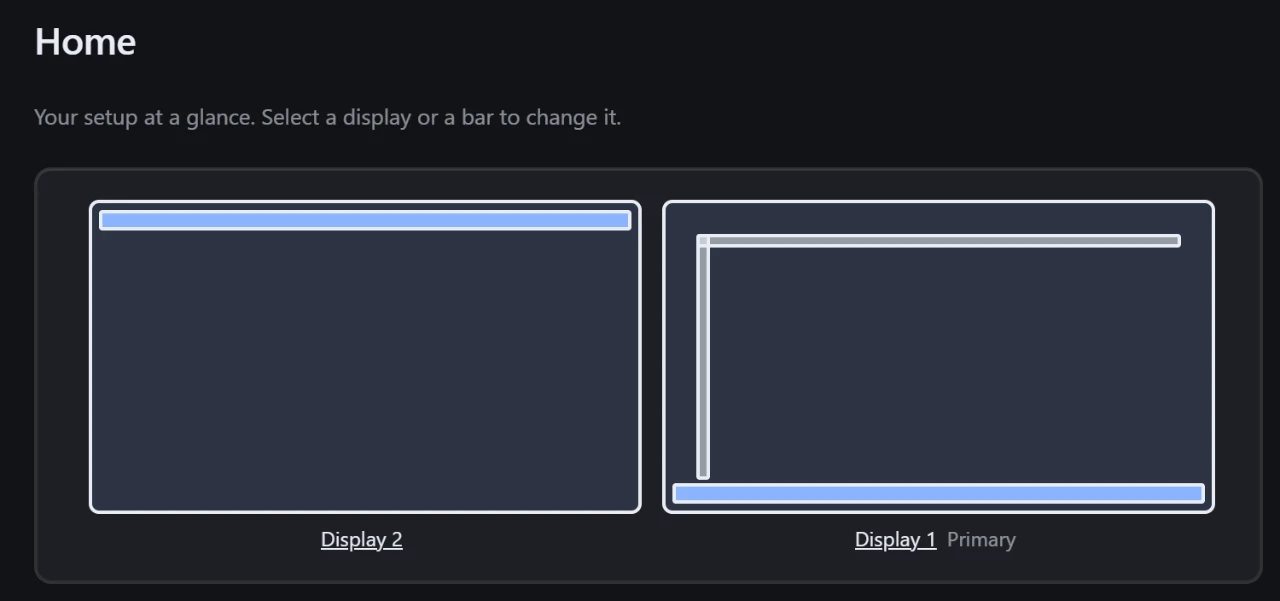 Home
Your setup at a glance. Select a display or a bar to change it.
Display 2
Display 1 Primary